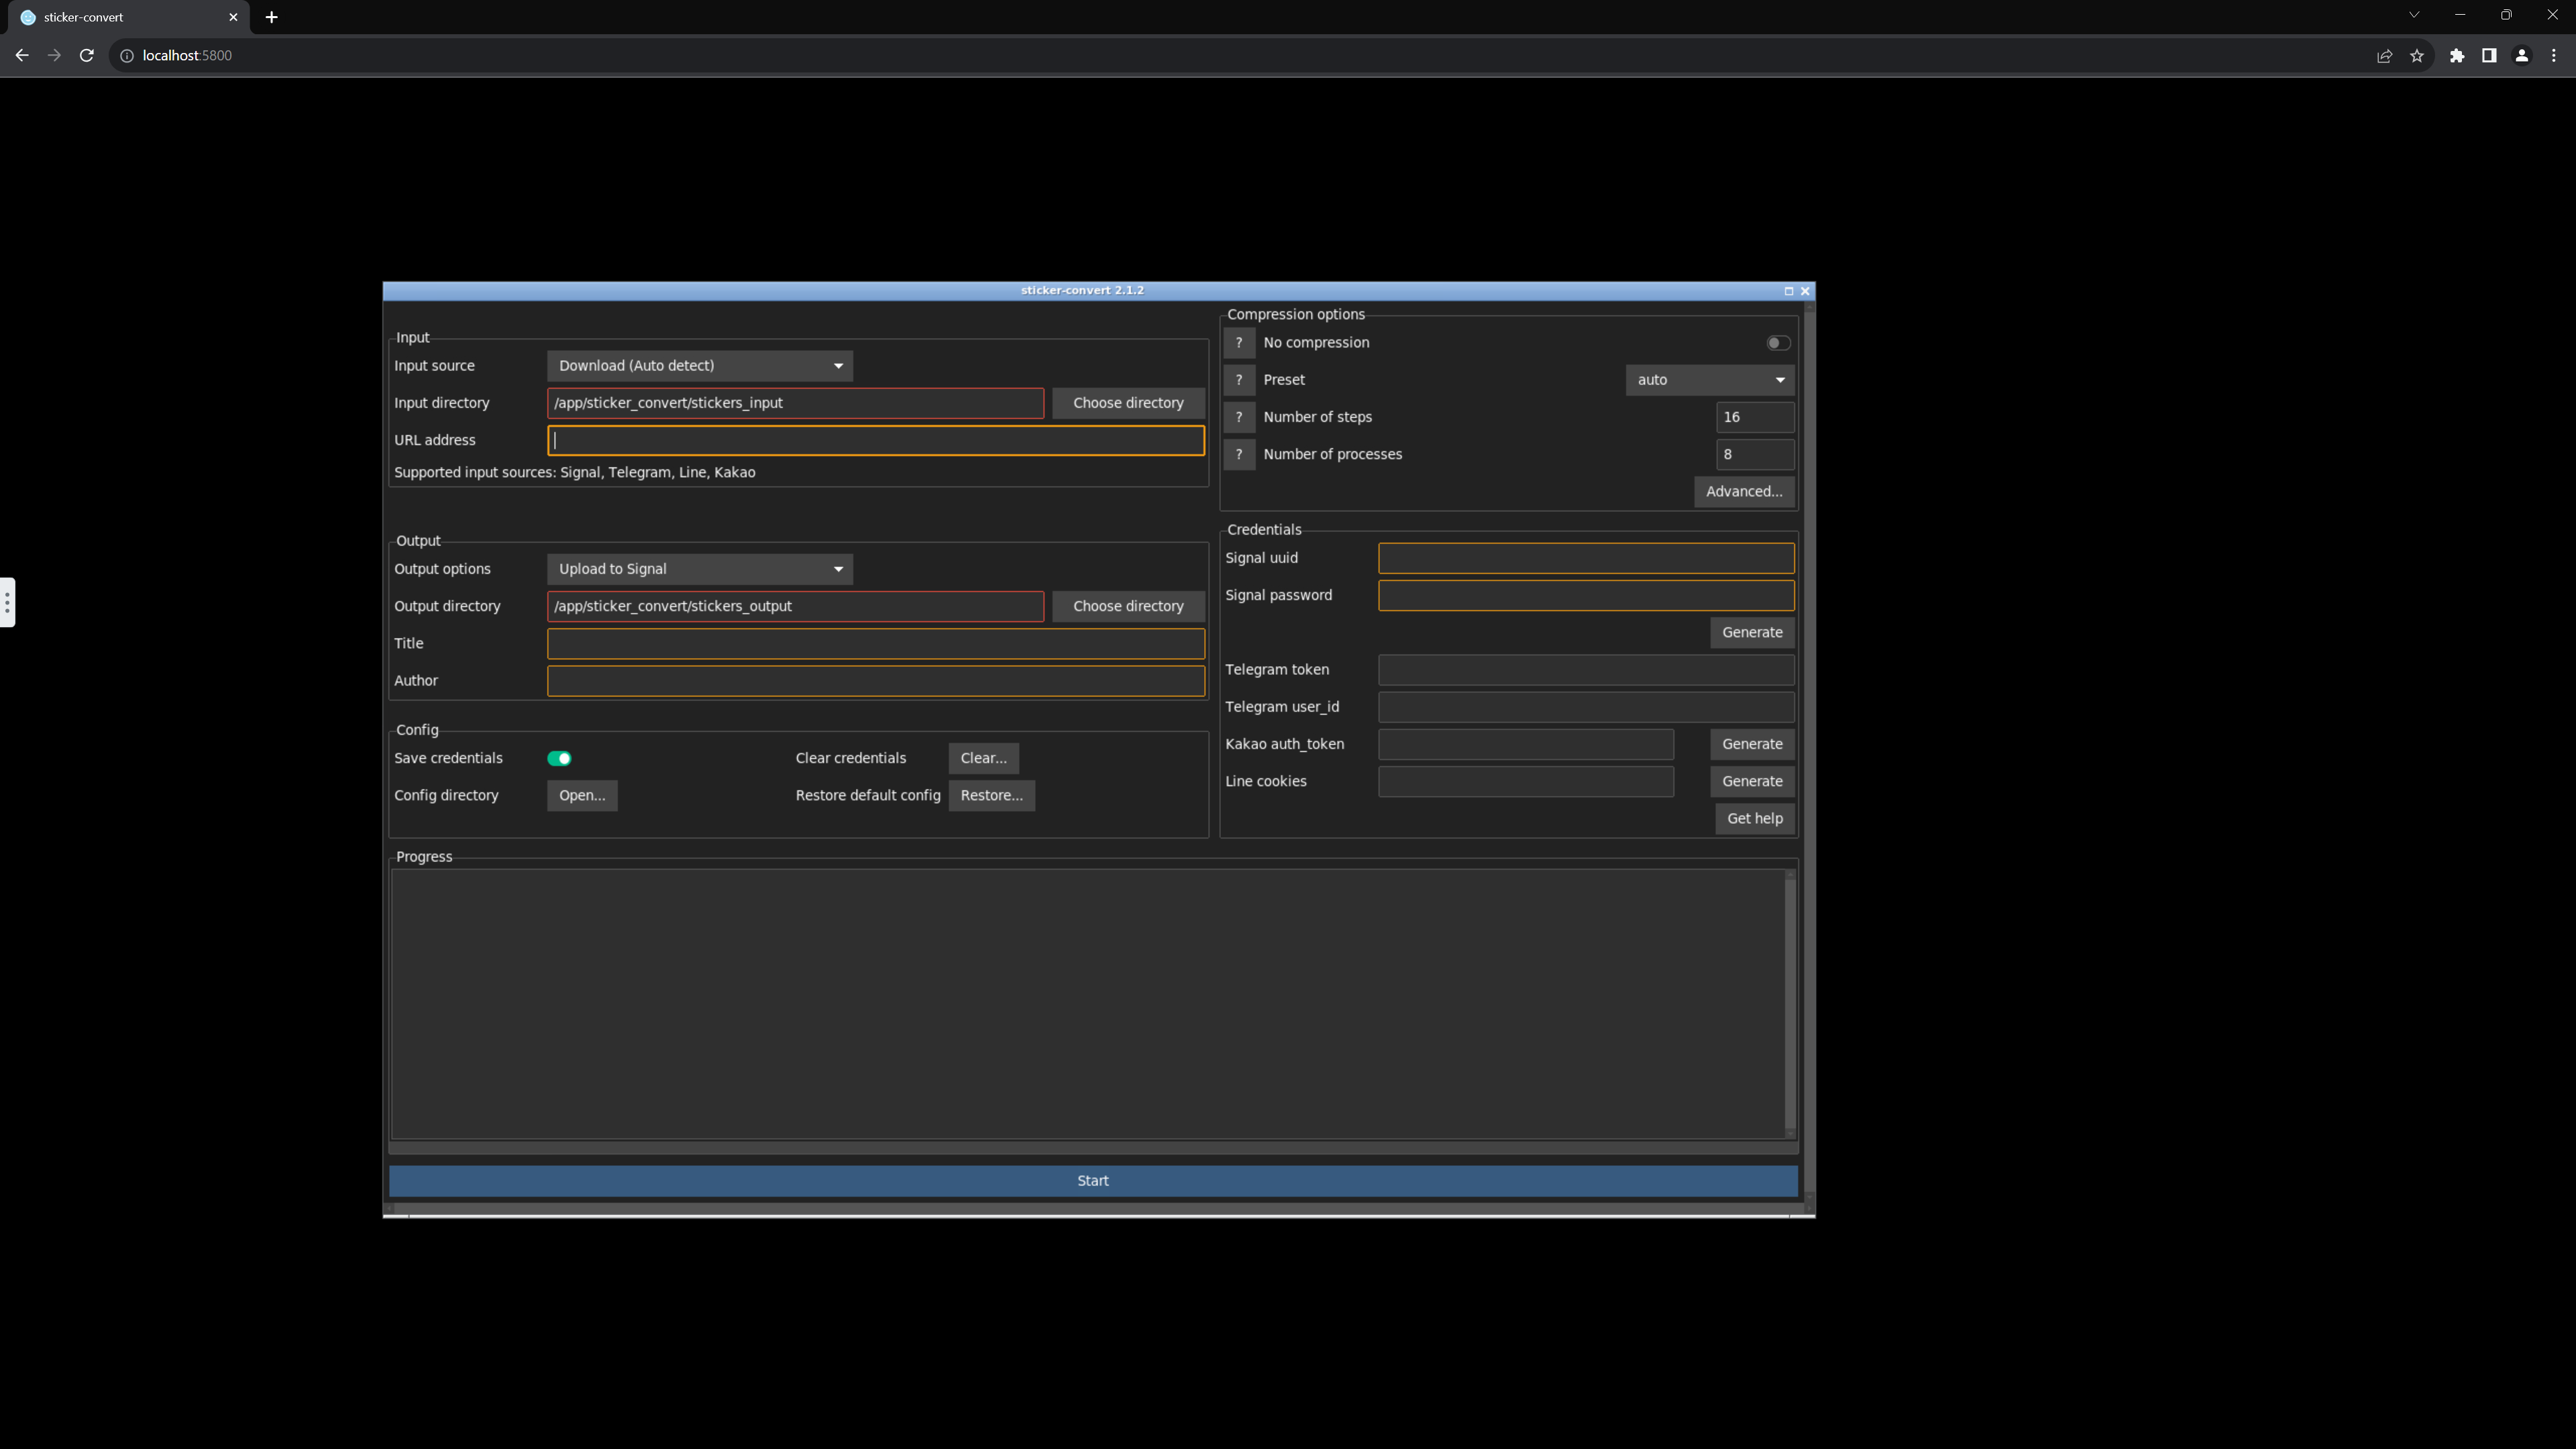 sticker-convert
localhost:5800
sticker-convert 2.1.2
Input
Input source
Download (Auto detect)
Input directory
/app/sticker_convert/stickers_input
Choose directory
URL address
Supported input sources: Signal, Telegram, Line, Kakao
Output
Output options
Upload to Signal
Output directory
/app/sticker_convert/stickers_output
Choose directory
Title
Author
Config
Save credentials
Clear credentials
Clear...
Config directory
Open...
Restore default config
Restore...
Compression options
? No compression
? Preset
auto
? Number of steps
16
? Number of processes
8
Advanced...
Credentials
Signal uuid
Signal password
Generate
Telegram token
Telegram user_id
Kakao auth_token
Generate
Line cookies
Generate
Get help
Progress
Start